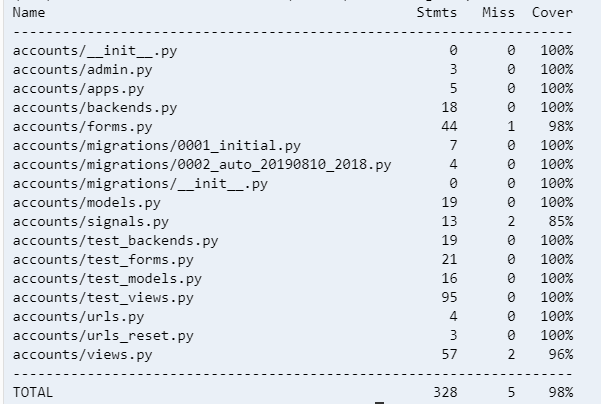 Name Stmts Miss Cover
---------------------------------------------------------------------
accounts/__init__.py 0 0 100%
accounts/admin.py 3 0 100%
accounts/apps.py 5 0 100%
accounts/backends.py 18 0 100%
accounts/forms.py 44 1 98%
accounts/migrations/0001_initial.py 7 0 100%
accounts/migrations/0002_auto_20190810_2018.py 4 0 100%
accounts/migrations/__init__.py 0 0 100%
accounts/models.py 19 0 100%
accounts/signals.py 13 2 85%
accounts/test_backends.py 19 0 100%
accounts/test_forms.py 21 0 100%
accounts/test_models.py 16 0 100%
accounts/test_views.py 95 0 100%
accounts/urls.py 4 0 100%
accounts/urls_reset.py 3 0 100%
accounts/views.py 57 2 96%
---------------------------------------------------------------------
TOTAL 328 5 98%